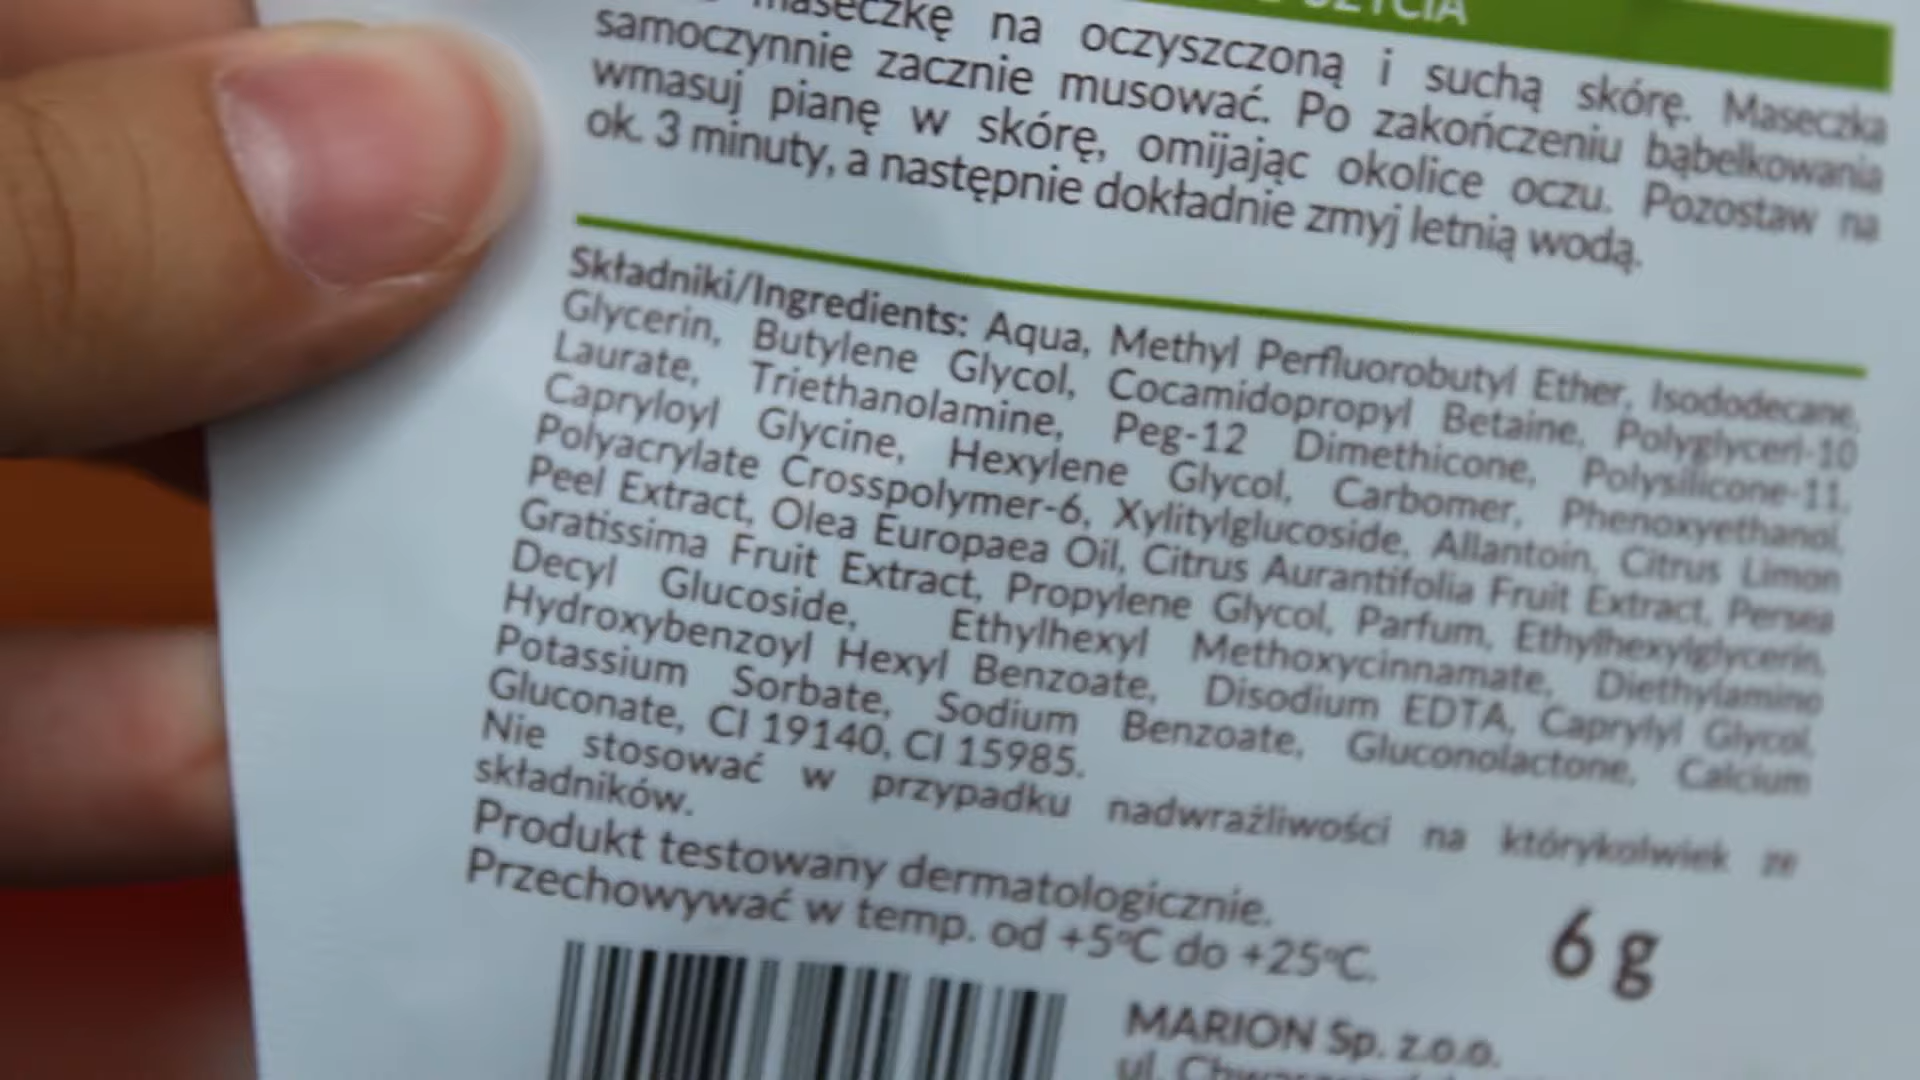 UŻYCIA
maseczkę na oczyszczoną i suchą skórę. Maseczka
samoczynnie zacznie musować. Po zakończeniu bąbelkowania
wmasuj pianę w skórę, omijając okolice oczu. Pozostaw na
ok. 3 minuty, a następnie dokładnie zmyj letnią wodą.
Składniki/Ingredients: Aqua, Methyl Perfluorobutyl Ether, Isododecane,
Glycerin, Butylene Glycol, Cocamidopropyl Betaine, Polyglyceri-10
Laurate, Triethanolamine, Peg-12 Dimethicone, Polysilicone-11,
Capryloyl Glycine, Hexylene Glycol, Carbomer, Phenoxyethanol,
Polyacrylate Crosspolymer-6, Xylitylglucoside, Allantoin, Citrus Limon
Peel Extract, Olea Europaea Oil, Citrus Aurantifolia Fruit Extract, Persea
Gratissima Fruit Extract, Propylene Glycol, Parfum, Ethylhexylglycerin,
Decyl Glucoside, Ethylhexyl Methoxycinnamate, Diethylamino
Hydroxybenzoyl Hexyl Benzoate, Disodium EDTA, Caprylyl Glycol,
Potassium Sorbate, Sodium Benzoate, Gluconolactone, Calcium
Gluconate, CI 19140, CI 15985.
Nie stosować w przypadku nadwrażliwości na którykolwiek ze
składników.
Produkt testowany dermatologicznie.
Przechowywać w temp. od +5°C do +25°C.
6 g
MARION Sp. z.o.o.
ul.